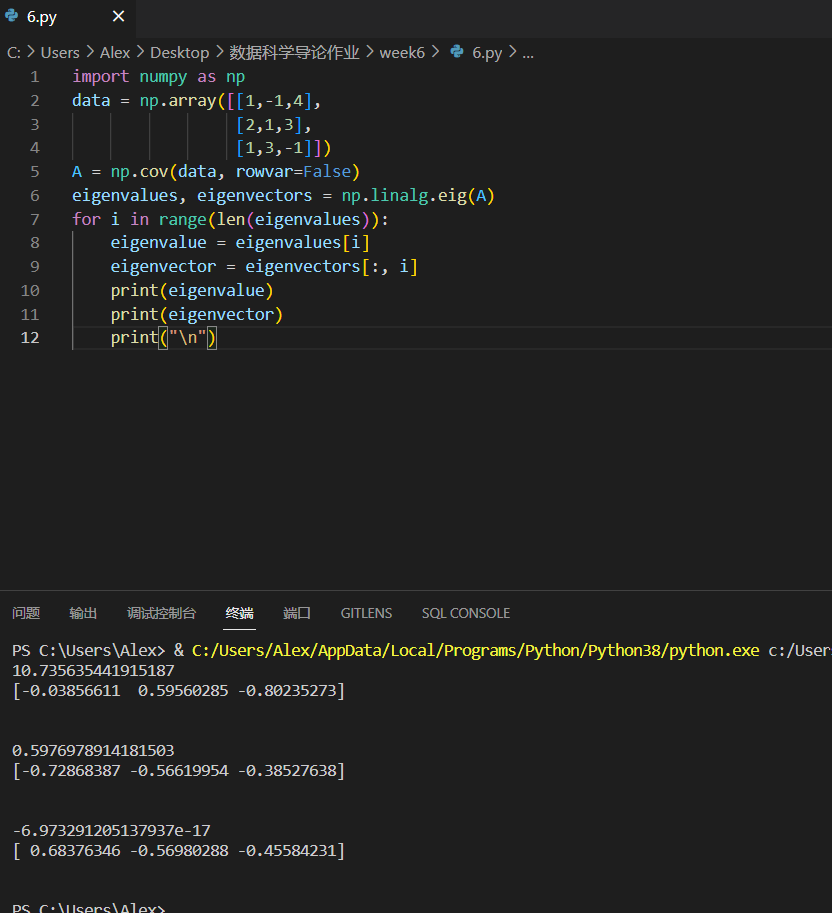 6.py ×
C: > Users > Alex > Desktop > 数据科学导论作业 > week6 > 6.py > ...
1 import numpy as np
2 data = np.array([[1,-1,4],
3 [2,1,3],
4 [1,3,-1]])
5 A = np.cov(data, rowvar=False)
6 eigenvalues, eigenvectors = np.linalg.eig(A)
7 for i in range(len(eigenvalues)):
8 eigenvalue = eigenvalues[i]
9 eigenvector = eigenvectors[:, i]
10 print(eigenvalue)
11 print(eigenvector)
12 print("\n")
问题 输出 调试控制台 终端 端口 GITLENS SQL CONSOLE
PS C:\Users\Alex> & C:/Users/Alex/AppData/Local/Programs/Python/Python38/python.exe c:/User
10.735635441915187
[-0.03856611 0.59560285 -0.80235273]
0.5976978914181503
[-0.72868387 -0.56619954 -0.38527638]
-6.973291205137937e-17
[ 0.68376346 -0.56980288 -0.45584231]
PS C:\Users\Alex>